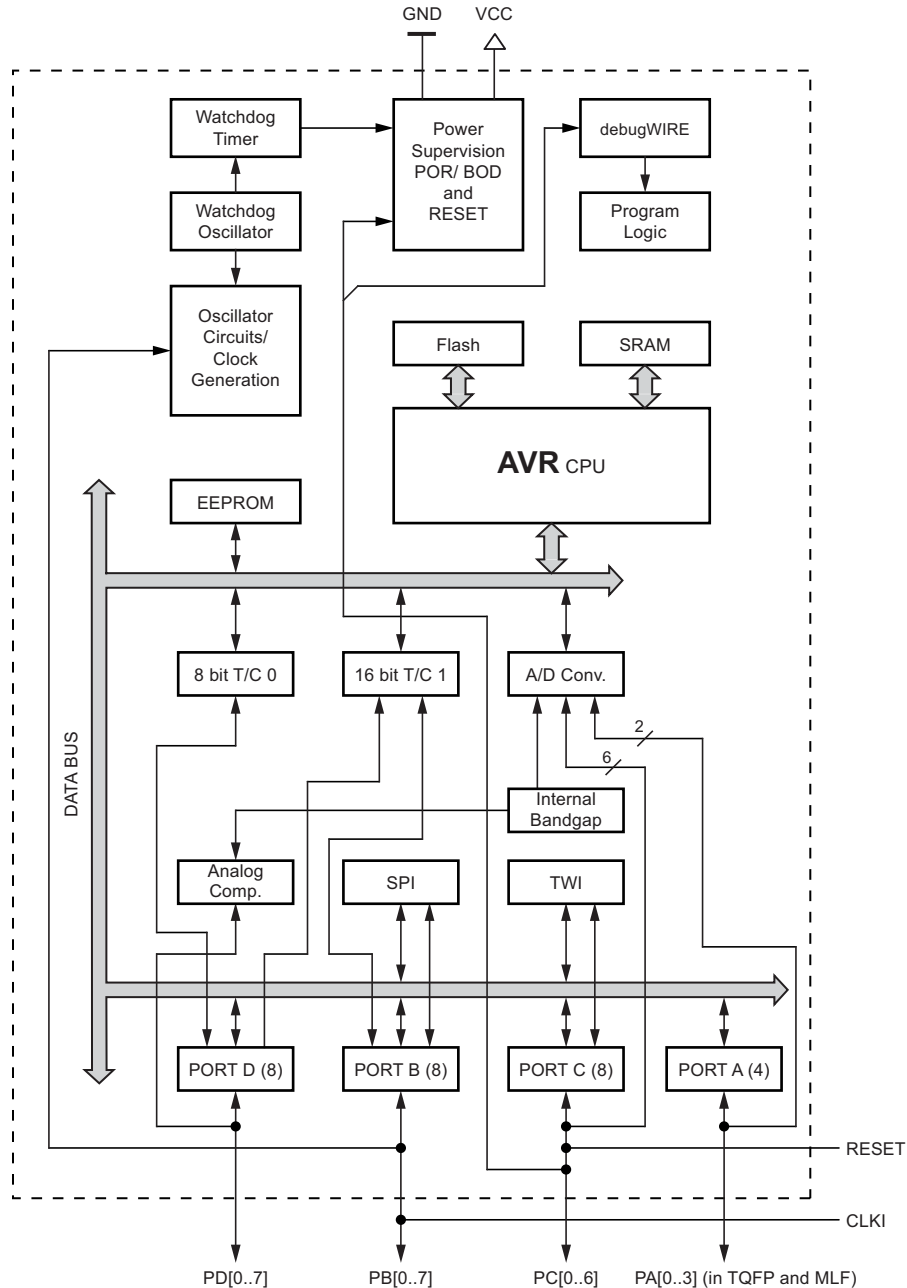 GND
VCC
Watchdog
Timer
Power
Supervision
POR/ BOD
and
RESET
debugWIRE
Watchdog
Oscillator
Program
Logic
Oscillator
Circuits/
Clock
Generation
Flash
SRAM
AVR CPU
EEPROM
8 bit T/C 0
16 bit T/C 1
A/D Conv.
2
6
DATA BUS
Internal
Bandgap
Analog
Comp.
SPI
TWI
PORT D (8)
PORT B (8)
PORT C (8)
PORT A (4)
RESET
CLKI
PD[0..7]
PB[0..7]
PC[0..6]
PA[0..3] (in TQFP and MLF)